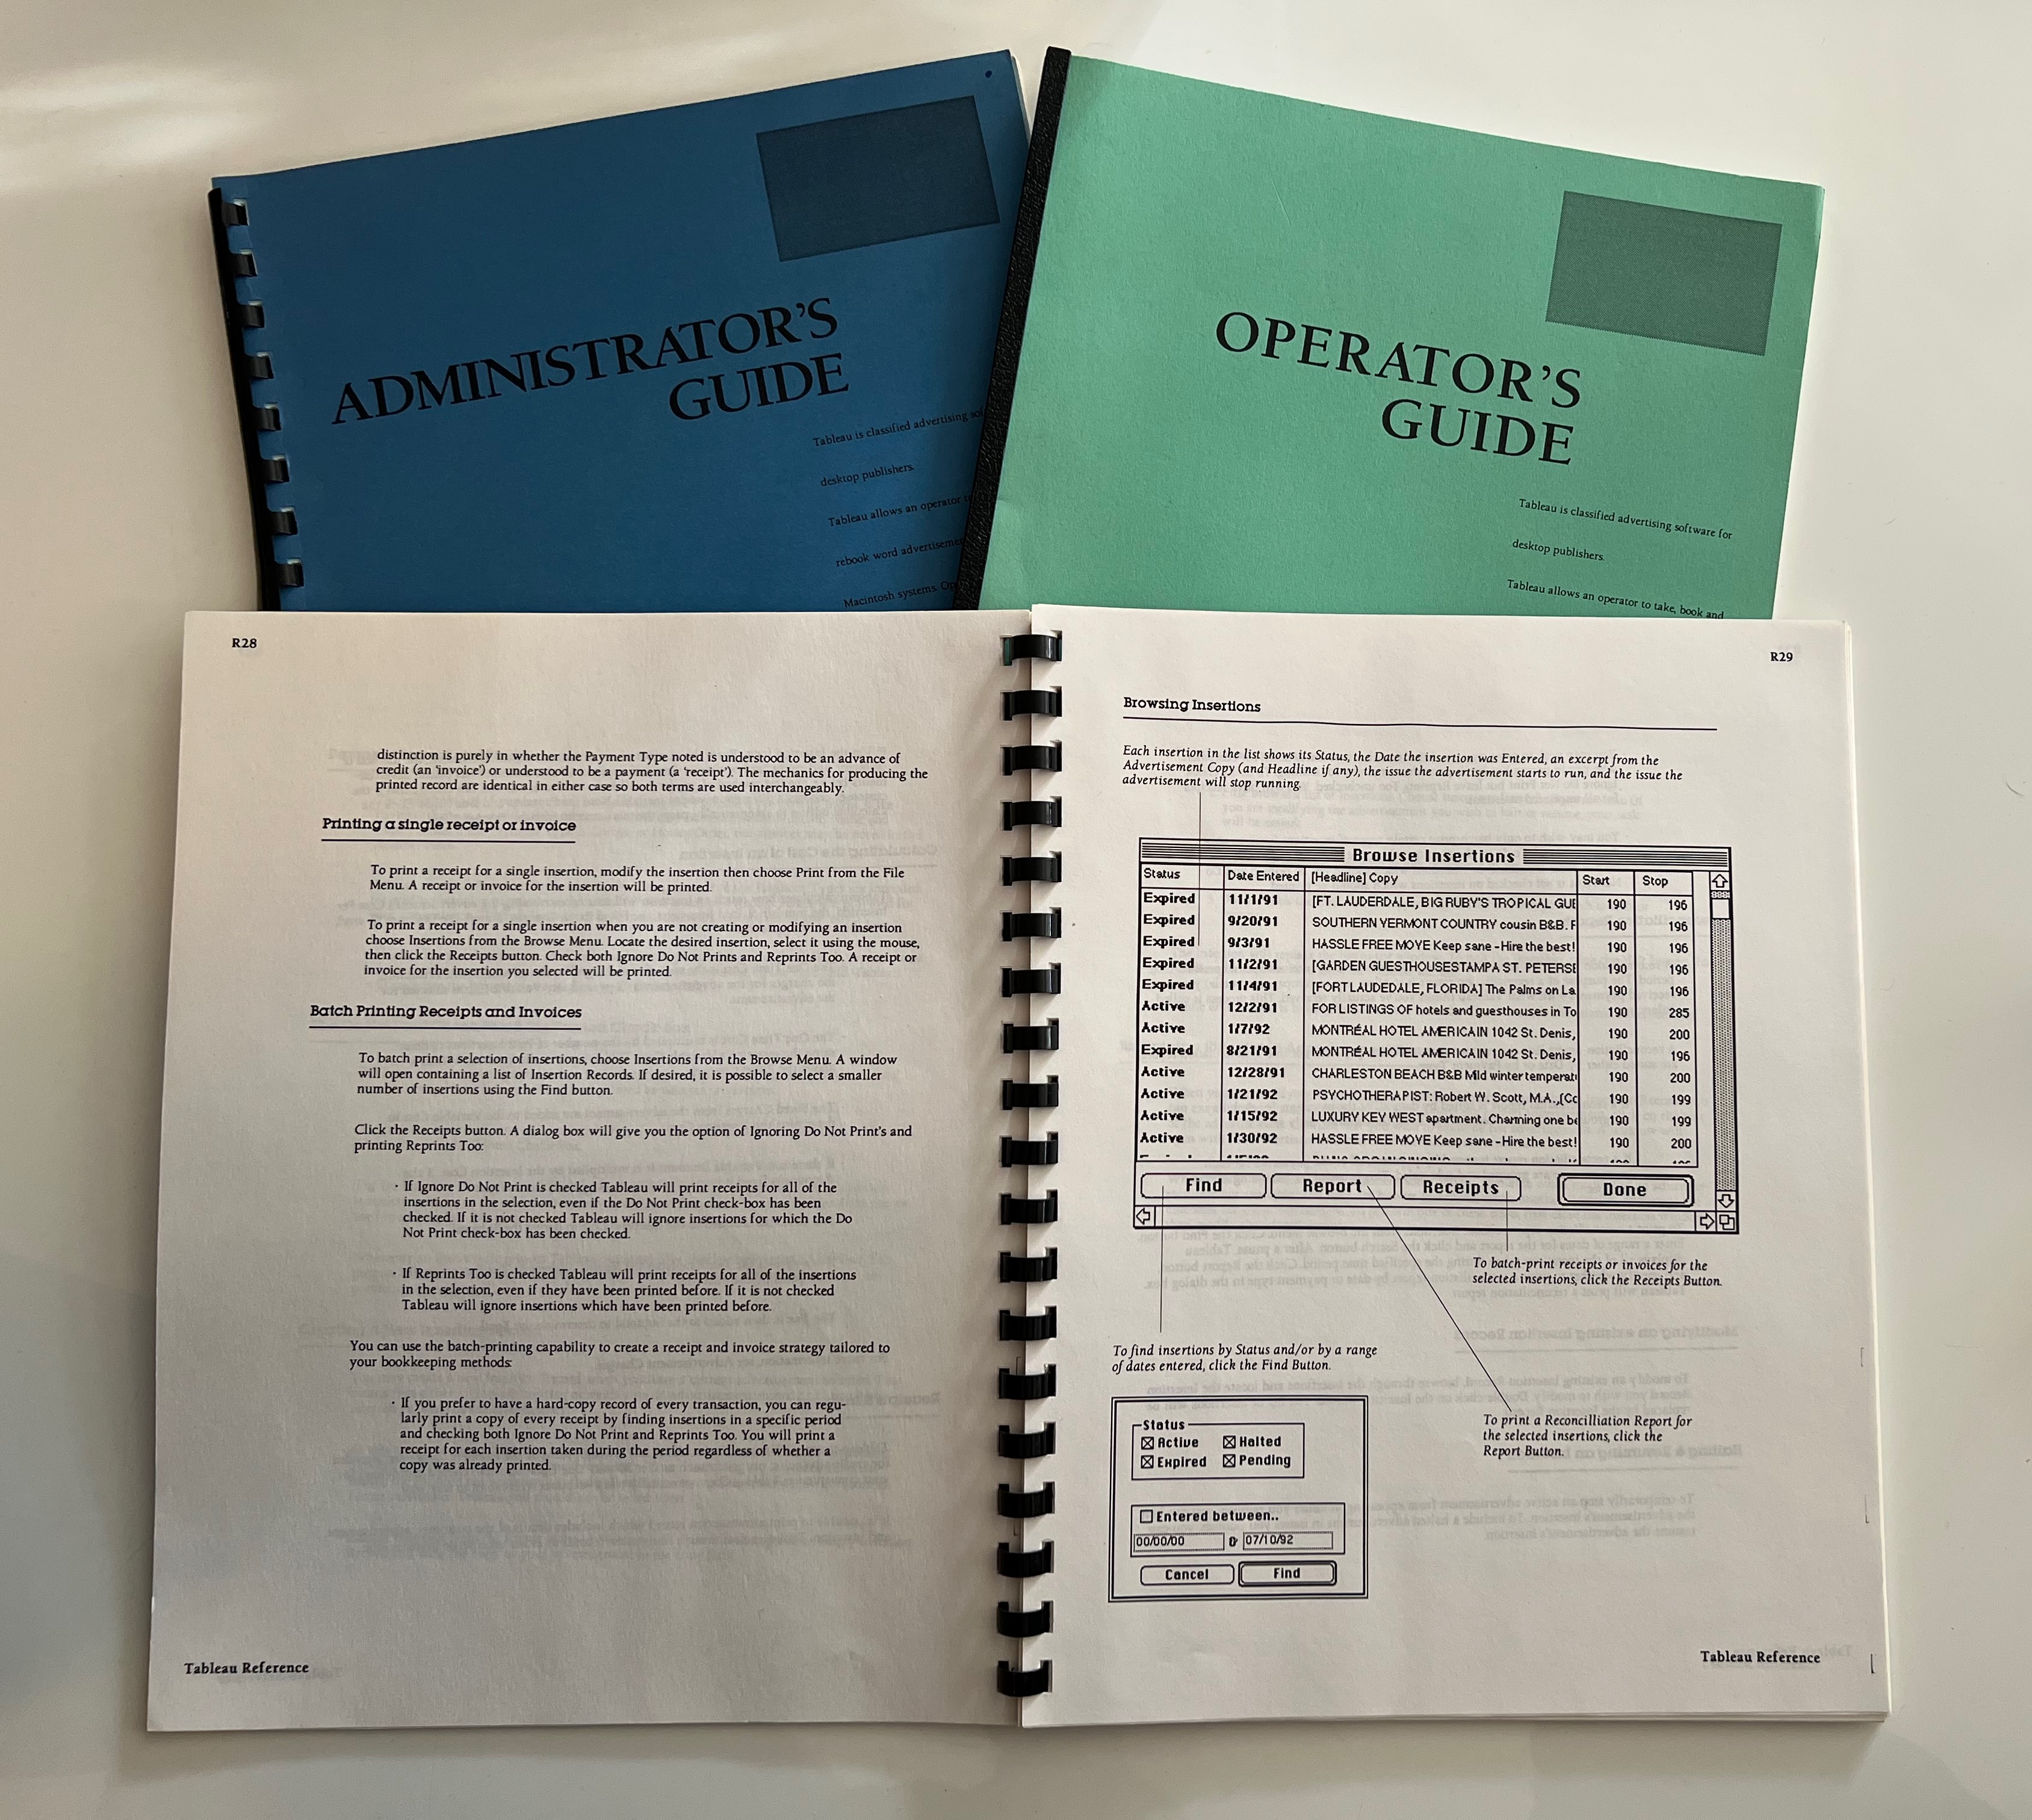 ADMINISTRATOR'S
GUIDE
Tableau is classified advertising
desktop publishers.
Tableau allows an operator
rebook word
Macintosh systems.
OPERATOR'S
GUIDE
Tableau is classified advertising software for
desktop publishers.
Tableau allows an operator to take, book and
R28
distinction is purely in whether the Payment Type noted is understood to be an advance of
credit (an 'invoice') or understood to be a payment (a 'receipt'). The mechanics for producing the
printed record are identical in either case so both terms are used interchangeably.
Printing a single receipt or invoice
To print a receipt for a single insertion, modify the insertion then choose Print from the File
Menu. A receipt or invoice for the insertion will be printed.
To print a receipt for a single insertion when you are not creating or modifying an insertion
choose Insertions from the Browse Menu. Locate the desired insertion, select it using the mouse,
then click the Receipts button. Check both Ignore Do Not Prints and Reprints Too. A receipt or
invoice for the insertion you selected will be printed.
Batch Printing Receipts and Invoices
To batch print a selection of insertions, choose Insertions from the Browse Menu. A window
will open containing a list of Insertion Records. If desired, it is possible to select a smaller
number of insertions using the Find button.
Click the Receipts button. A dialog box will give you the option of Ignoring Do Not Print's and
printing Reprints Too:
· If Ignore Do Not Print is checked Tableau will print receipts for all of the
insertions in the selection, even if the Do Not Print check-box has been
checked. If it is not checked Tableau will ignore insertions for which the Do
Not Print check-box has been checked.
· If Reprints Too is checked Tableau will print receipts for all of the insertions
in the selection, even if they have been printed before. If it is not checked
Tableau will ignore insertions which have been printed before.
You can use the batch-printing capability to create a receipt and invoice strategy tailored to
your bookkeeping methods:
· If you prefer to have a hard-copy record of every transaction, you can regu-
larly print a copy of every receipt by finding insertions in a specific period
and checking both Ignore Do Not Print and Reprints Too. You will print a
receipt for each insertion taken during the period regardless of whether a
copy was already printed.
Tableau Reference
R29
Browsing Insertions
Each insertion in the list shows its Status, the Date the insertion was Entered, an excerpt from the
Advertisement Copy (and Headline if any), the issue the advertisement starts to run, and the issue the
advertisement will stop running.
Browse Insertions
Status Date Entered [Headline] Copy Start Stop
Expired 11/1/91 [FT. LAUDERDALE, BIG RUBY'S TROPICAL GUE 190 196
Expired 9/20/91 SOUTHERN VERMONT COUNTRY cousin B&B. F 190 196
Expired 9/3/91 HASSLE FREE MOVE Keep sane -Hire the best! 190 196
Expired 11/2/91 [GARDEN GUESTHOUSESTAMPA ST. PETERSE 190 196
Expired 11/4/91 [FORT LAUDEDALE, FLORIDA] The Palms on La 190 196
Active 12/2/91 FOR LISTINGS OF hotels and guesthouses in To 190 285
Active 1/7/92 MONTRÉAL HOTEL AMERICAIN 1042 St. Denis, 190 200
Expired 8/21/91 MONTRÉAL HOTEL AMERICAIN 1042 St. Denis, 190 196
Active 12/28/91 CHARLESTON BEACH B&B Mild winter temperat 190 200
Active 1/21/92 PSYCHOTHERAPIST: Robert W. Scott, M.A.,[Cc 190 199
Active 1/15/92 LUXURY KEY WEST apartment. Charming one be 190 199
Active 1/30/92 HASSLE FREE MOVE Keep sane -Hire the best! 190 200
Find Report Receipts Done
To batch-print receipts or invoices for the
selected insertions, click the Receipts Button.
To find insertions by Status and/or by a range
of dates entered, click the Find Button.
To print a Reconcilliation Report for
the selected insertions, click the
Report Button.
Status
Active Halted
Expired Pending
Entered between..
00/00/00 & 07/10/92
Cancel Find
Tableau Reference